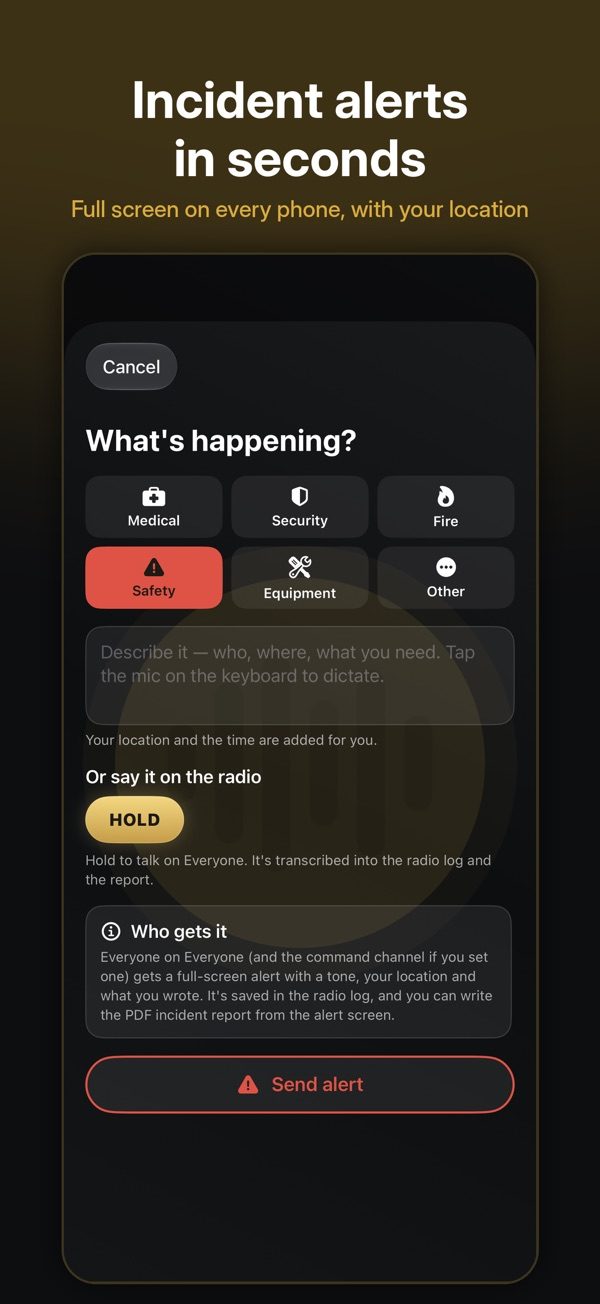 Incident alerts
in seconds
Full screen on every phone, with your location
Cancel
What's happening?
Medical
Security
Fire
Safety
Equipment
Other
Describe it — who, where, what you need. Tap
the mic on the keyboard to dictate.
Your location and the time are added for you.
Or say it on the radio
HOLD
Hold to talk on Everyone. It's transcribed into the radio log and
the report.
Who gets it
Everyone on Everyone (and the command channel if you set
one) gets a full-screen alert with a tone, your location and
what you wrote. It's saved in the radio log, and you can write
the PDF incident report from the alert screen.
Send alert